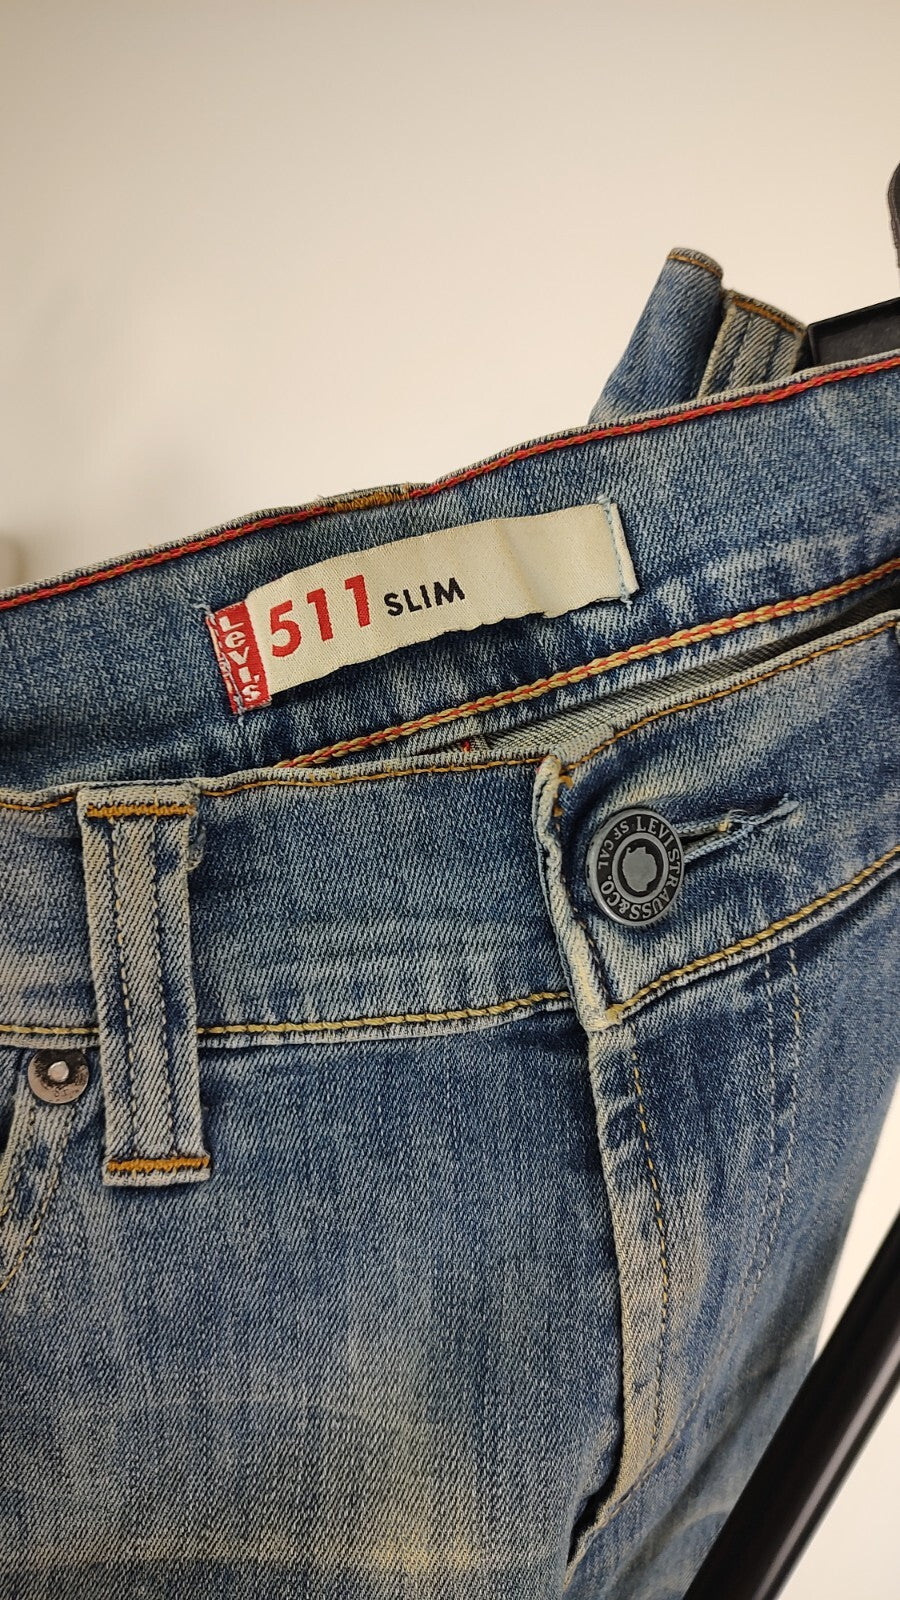 Levi's
511 SLIM
LEVI STRAUSS & CO.
SF CAL